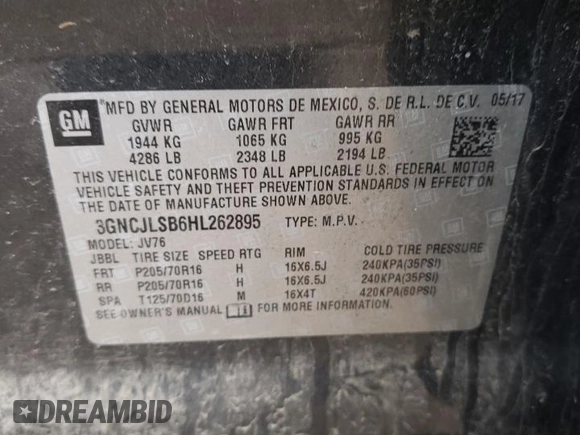 GM
MFD BY GENERAL MOTORS DE MEXICO, S. DE R.L. DE C.V. 05/17
GVWR GAWR FRT GAWR RR
1944 KG 1065 KG 995 KG
4286 LB 2348 LB 2194 LB
THIS VEHICLE CONFORMS TO ALL APPLICABLE U.S. FEDERAL MOTOR
VEHICLE SAFETY AND THEFT PREVENTION STANDARDS IN EFFECT ON
THE DATE OF MANUFACTURE SHOWN ABOVE.
3GNCJLSB6HL262895 TYPE: M.P.V.
MODEL: JV76
JBBL TIRE SIZE SPEED RTG RIM COLD TIRE PRESSURE
FRT P205/70R16 H 16X6.5J 240KPA(35PSI)
RR P205/70R16 H 16X6.5J 240KPA(35PSI)
SPA T125/70D16 M 16X4T 420KPA(60PSI)
SEE OWNER'S MANUAL FOR MORE INFORMATION.
DREAMBID